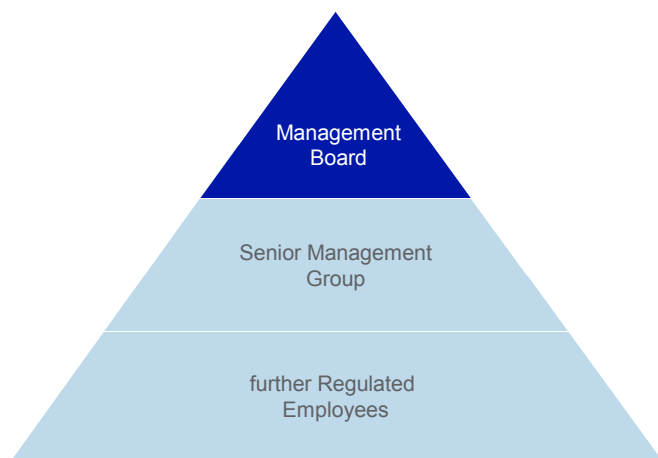 Management
Board
Senior Management
Group
further Regulated
Employees